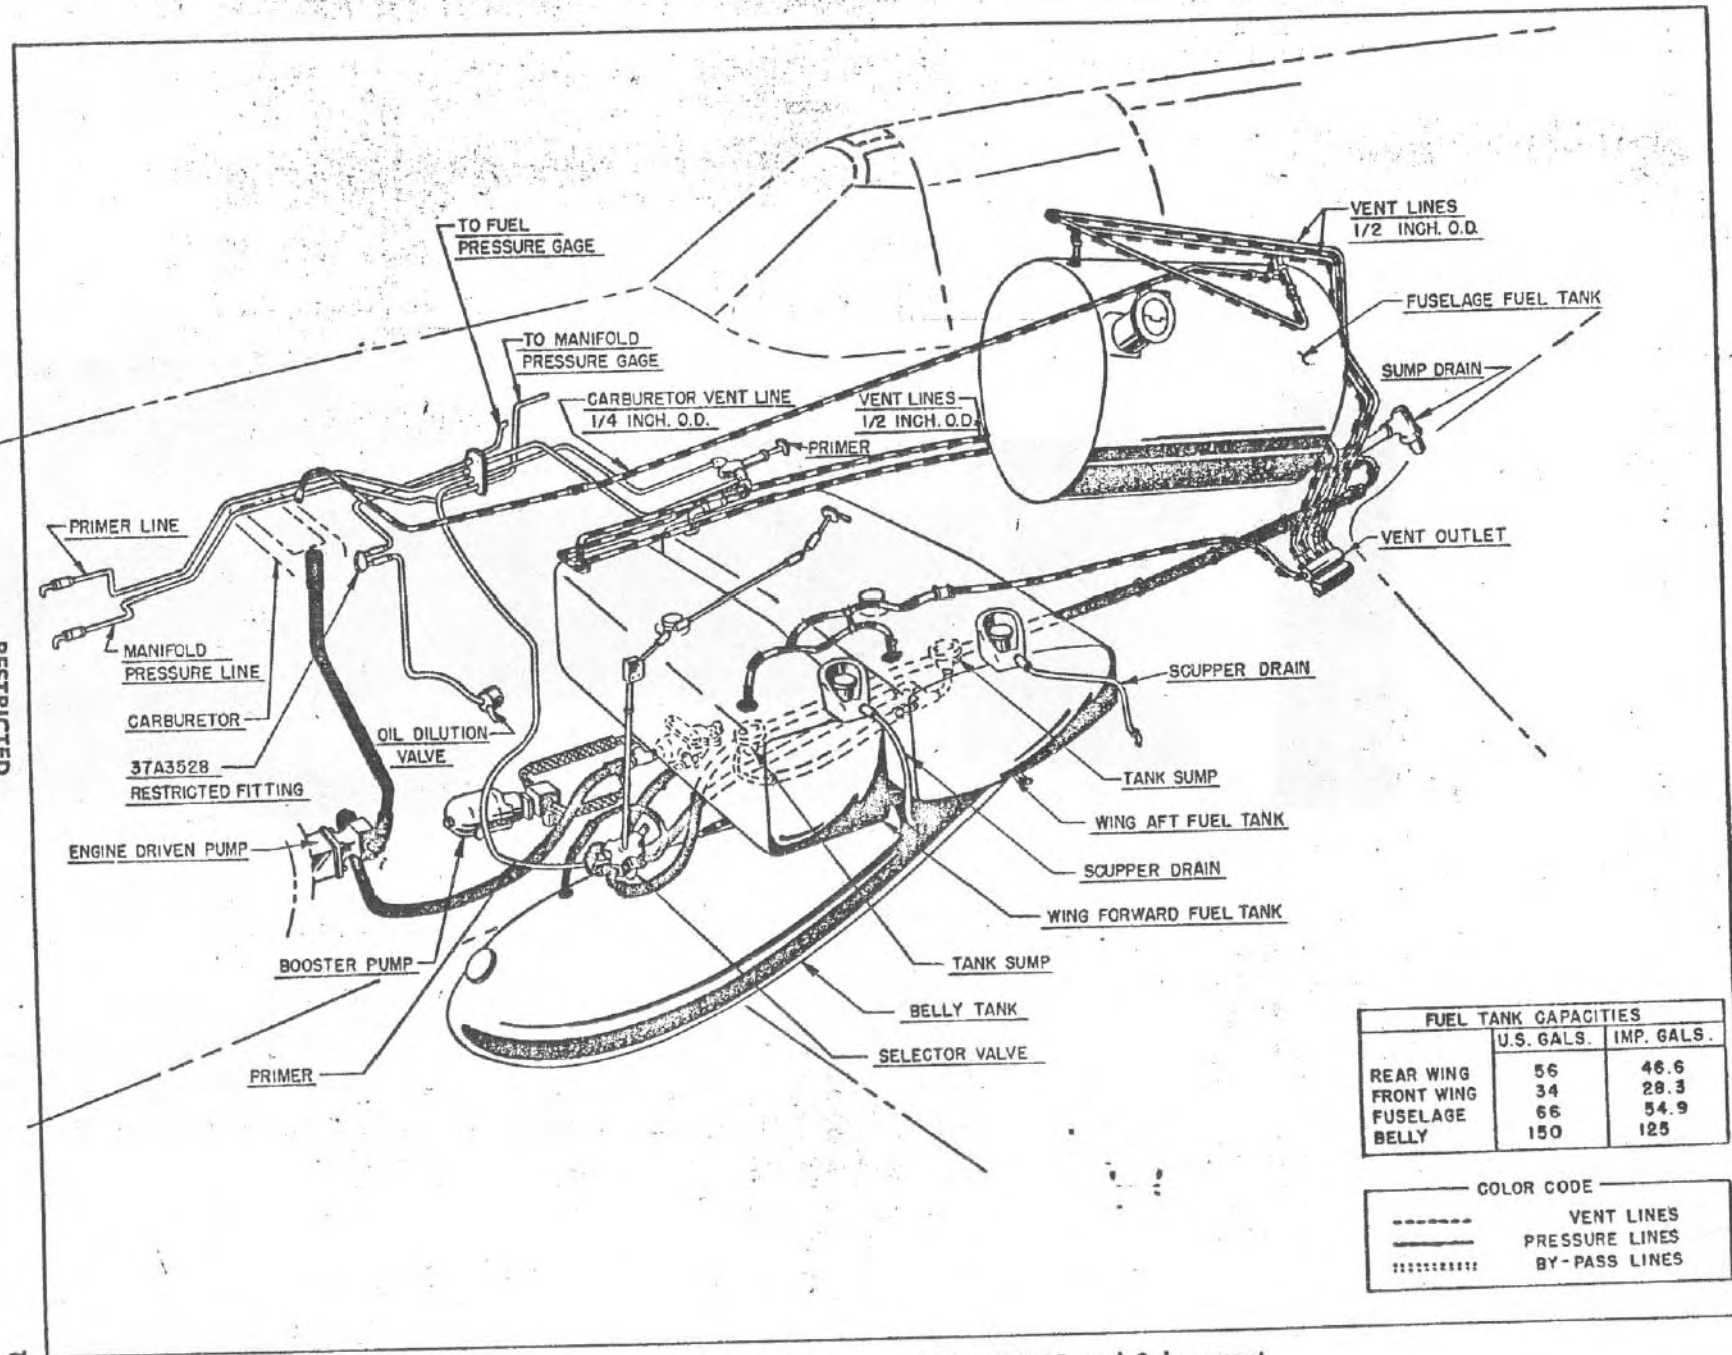 TO FUEL
PRESSURE GAGE
TO MANIFOLD
PRESSURE GAGE
CARBURETOR VENT LINE
1/4 INCH. O.D.
VENT LINES
1/2 INCH. O.D.
PRIMER
VENT LINES
1/2 INCH. O.D.
FUSELAGE FUEL TANK
SUMP DRAIN
VENT OUTLET
PRIMER LINE
MANIFOLD
PRESSURE LINE
CARBURETOR
OIL DILUTION
VALVE
37A3528
RESTRICTED FITTING
ENGINE DRIVEN PUMP
BOOSTER PUMP
PRIMER
SCUPPER DRAIN
TANK SUMP
WING AFT FUEL TANK
SCUPPER DRAIN
WING FORWARD FUEL TANK
TANK SUMP
BELLY TANK
SELECTOR VALVE
RESTRICTED
FUEL TANK CAPACITIES
U.S. GALS. IMP. GALS.
REAR WING 56 46.6
FRONT WING 34 28.3
FUSELAGE 66 54.9
BELLY 150 125
COLOR CODE
VENT LINES
PRESSURE LINES
BY-PASS LINES